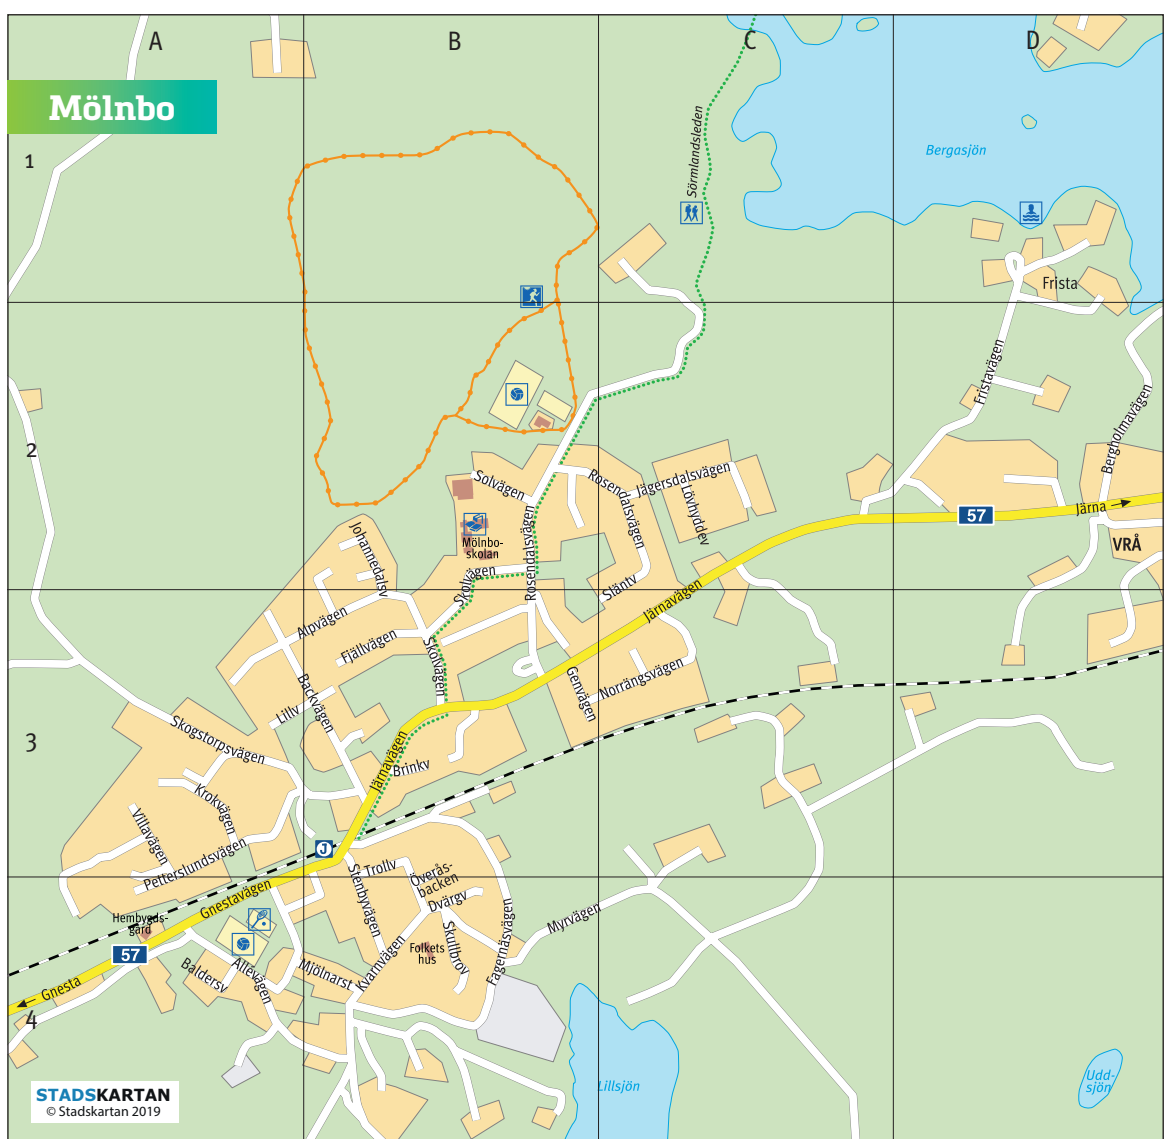 A
B
C
D
Mölnbo
1
Sörmlandsleden
Bergasjön
Frista
Fristavägen
Bergholmavägen
2
Solvägen
Rosendalsvägen
Jägersdalsvägen
Lövhyddev
57
Järna
VRÅ
Mölnbo-
skolan
Johannedalsv
Rosendalsvägen
Skolvägen
Släntv
Järnavägen
Alpvägen
Fjällvägen
Skolvägen
Genvägen
Norrängsvägen
Backvägen
Lillv
3
Skogstorpsvägen
Järnavägen
Brinkv
Krokvägen
Villavägen
Petterslundsvägen
J
Trollv
Överås-
backen
Dvärgv
Stenbyvägen
Gnestavägen
Hembygds-
gård
57
Skullbrov
Folkets
hus
Fagernäsvägen
Myrvägen
Kvarnvägen
Mjölnarst
Allévägen
Baldersv
Gnesta
4
Lillsjön
Udd-
sjön
STADSKARTAN
© Stadskartan 2019